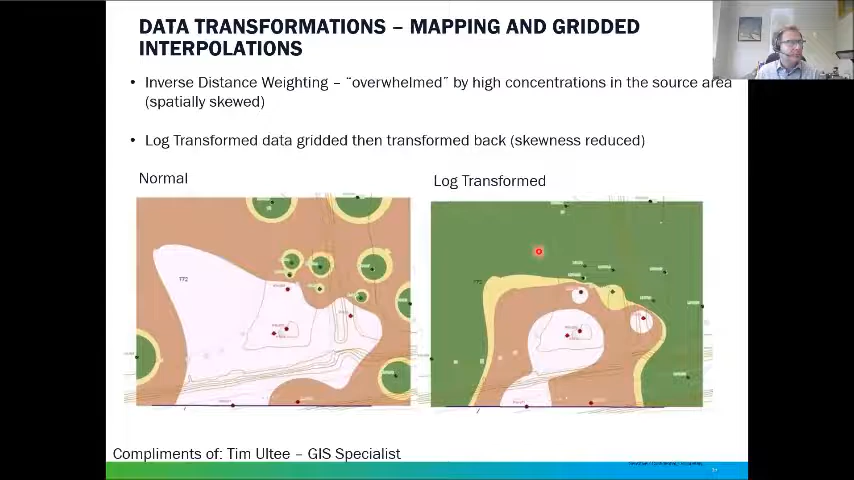 DATA TRANSFORMATIONS – MAPPING AND GRIDDED
INTERPOLATIONS
• Inverse Distance Weighting – “overwhelmed” by high concentrations in the source area
(spatially skewed)
• Log Transformed data gridded then transformed back (skewness reduced)
Normal
Log Transformed
Compliments of: Tim Ultee – GIS Specialist